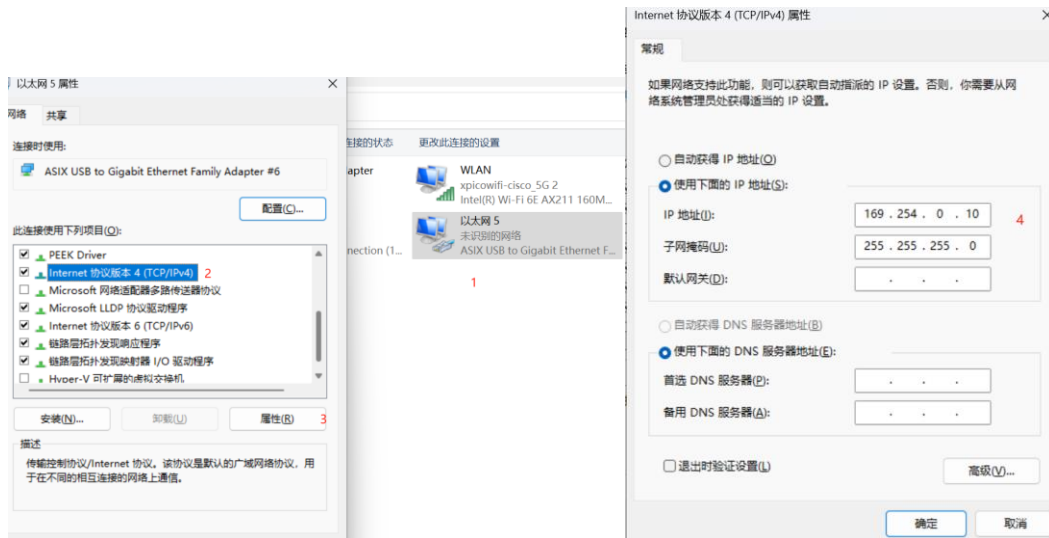 以太网 5 属性
网络 共享
连接时使用:
ASIX USB to Gigabit Ethernet Family Adapter #6
配置(C)...
此连接使用下列项目(O):
PEEK Driver
Internet 协议版本 4 (TCP/IPv4) 2
Microsoft 网络适配器多路传送器协议
Microsoft LLDP 协议驱动程序
Internet 协议版本 6 (TCP/IPv6)
链路层拓扑发现响应程序
链路层拓扑发现映射器 I/O 驱动程序
Hyper-V 可扩展的虚拟交换机
安装(N)... 卸载(U) 属性(R) 3
描述
传输控制协议/Internet 协议。该协议是默认的广域网络协议，用
于在不同的相互连接的网络上通信。
连接的状态 更改此连接的设置
apter
WLAN
xpicowifi-cisco_5G 2
Intel(R) Wi-Fi 6E AX211 160M...
以太网 5
未识别的网络
nection (1... ASIX USB to Gigabit Ethernet F...
1
Internet 协议版本 4 (TCP/IPv4) 属性
常规
如果网络支持此功能，则可以获取自动指派的 IP 设置。否则，你需要从网
络系统管理员处获得适当的 IP 设置。
自动获得 IP 地址(O)
使用下面的 IP 地址(S):
IP 地址(I): 169 . 254 . 0 . 10 4
子网掩码(U): 255 . 255 . 255 . 0
默认网关(D): . . .
自动获得 DNS 服务器地址(B)
使用下面的 DNS 服务器地址(E):
首选 DNS 服务器(P): . . .
备用 DNS 服务器(A): . . .
退出时验证设置(L)
高级(V)...
确定 取消